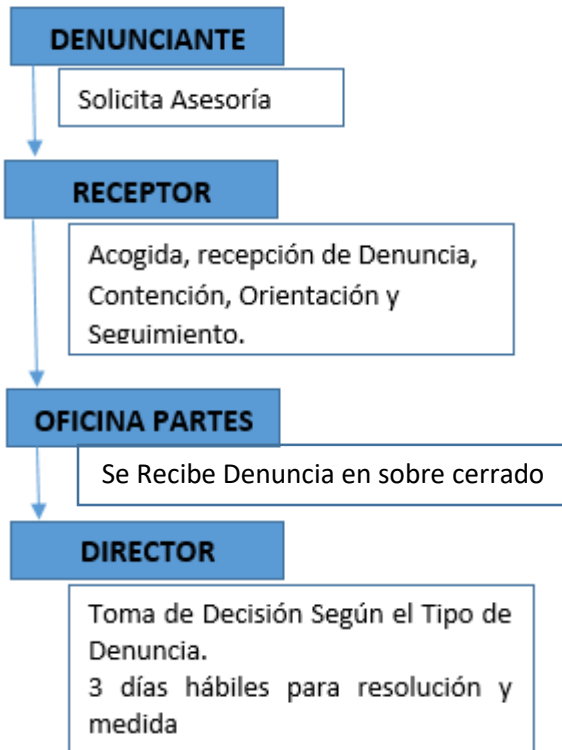 DENUNCIANTE
Solicita Asesoría
RECEPTOR
Acogida, recepción de Denuncia,
Contención, Orientación y
Seguimiento.
OFICINA PARTES
Se Recibe Denuncia en sobre cerrado
DIRECTOR
Toma de Decisión Según el Tipo de
Denuncia.
3 días hábiles para resolución y
medida